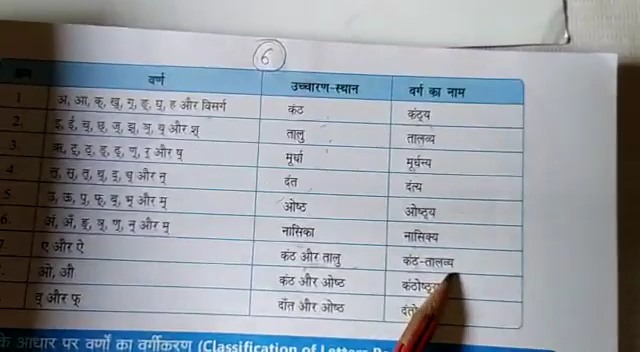 6
वर्ण उच्चारण-स्थान वर्ग का नाम
1 अ, आ, क्, ख्, ग्, ङ्, घ्, ह और विसर्ग कंठ कंठ्य
2. इ, ई, च्, छ्, ज्, झ्, ञ्, य् और श् तालु तालव्य
3. ऋ, ट्, ठ्, ड्, ढ्, ण्, र् और ष् मूर्धा मूर्धन्य
4 दंत दंत्य
5 उ, ऊ, प्, फ्, ब्, भ् और म् ओष्ठ ओष्ठ्य
6. अं, अँ, ङ्, ञ्, ण्, न् और म् नासिका नासिक्य
ए और ऐ कंठ और तालु कंठ-तालव्य
ओ, औ कंठ और ओष्ठ
व् और फ् दाँत और ओष्ठ
के आधार पर वर्णों का वर्गीकरण (Classification of Letters